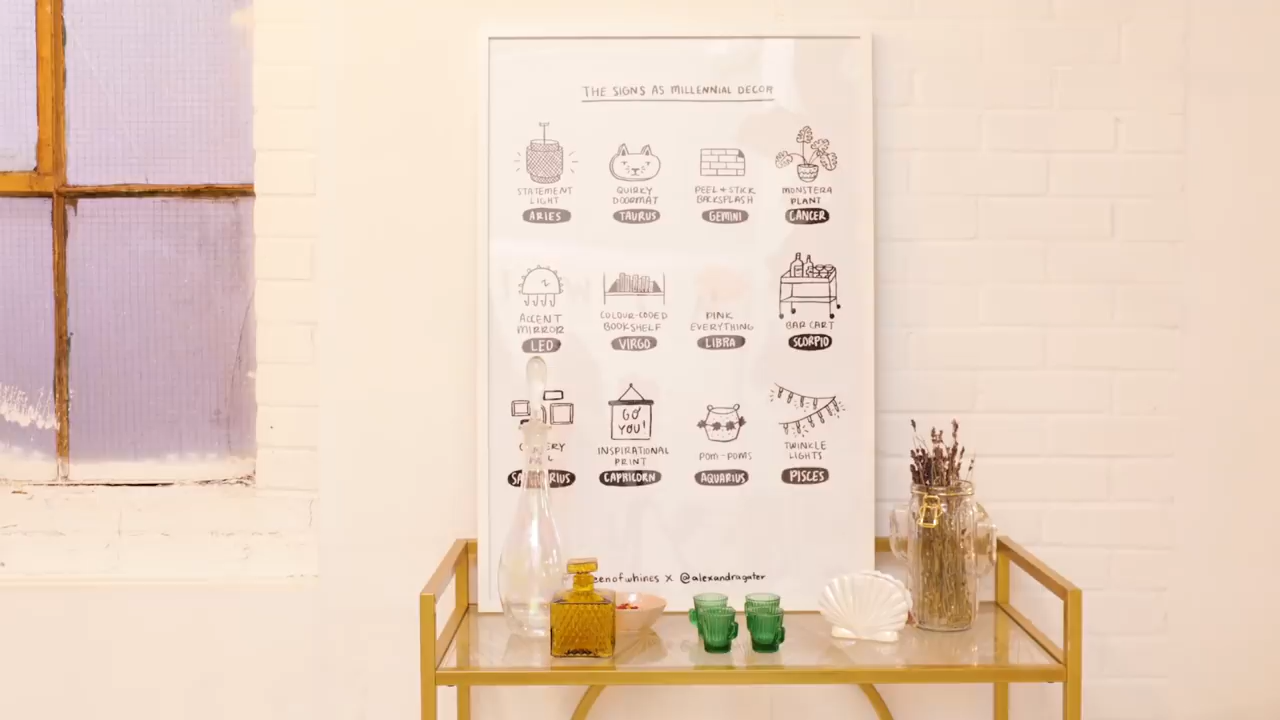 THE SIGNS AS MILLENNIAL DECOR
STATEMENT
LIGHT
ARIES
QUIRKY
DOORMAT
TAURUS
PEEL + STICK
BACKSPLASH
GEMINI
MONSTERA
PLANT
CANCER
ACCENT
MIRROR
LEO
COLOUR-CODED
BOOKSHELF
VIRGO
PINK
EVERYTHING
LIBRA
BAR CART
SCORPIO
GO
YOU!
INSPIRATIONAL
PRINT
CAPRICORN
POM-POMS
AQUARIUS
TWINKLE
LIGHTS
PISCES
x @alexandragater